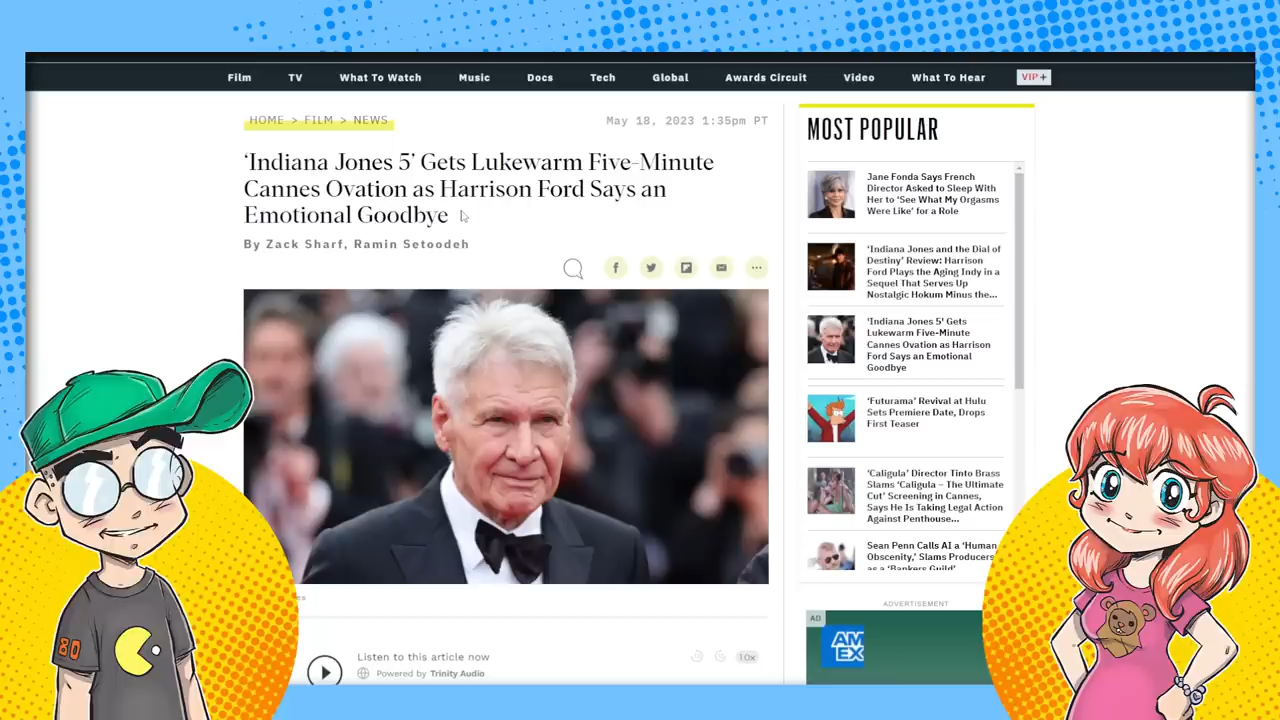 Film TV What To Watch Music Docs Tech Global Awards Circuit Video What To Hear VIP+
HOME > FILM > NEWS
May 18, 2023 1:35pm PT
‘Indiana Jones 5’ Gets Lukewarm Five-Minute
Cannes Ovation as Harrison Ford Says an
Emotional Goodbye
By Zack Sharf, Ramin Setoodeh
Listen to this article now
Powered by Trinity Audio
1.0x
MOST POPULAR
Jane Fonda Says French
Director Asked to Sleep With
Her to ‘See What My Orgasms
Were Like’ for a Role
‘Indiana Jones and the Dial of
Destiny’ Review: Harrison
Ford Plays the Aging Indy in a
Sequel That Serves Up
Nostalgic Hokum Minus the...
‘Indiana Jones 5’ Gets
Lukewarm Five-Minute
Cannes Ovation as Harrison
Ford Says an Emotional
Goodbye
‘Futurama’ Revival at Hulu
Sets Premiere Date, Drops
First Teaser
‘Caligula’ Director Tinto Brass
Slams ‘Caligula – The Ultimate
Cut’ Screening in Cannes,
Says He Is Taking Legal Action
Against Penthouse...
Sean Penn Calls AI a ‘Human
Obscenity,’ Slams Producers
as a ‘Bankers Guild’
ADVERTISEMENT
AD
AM
EX
80